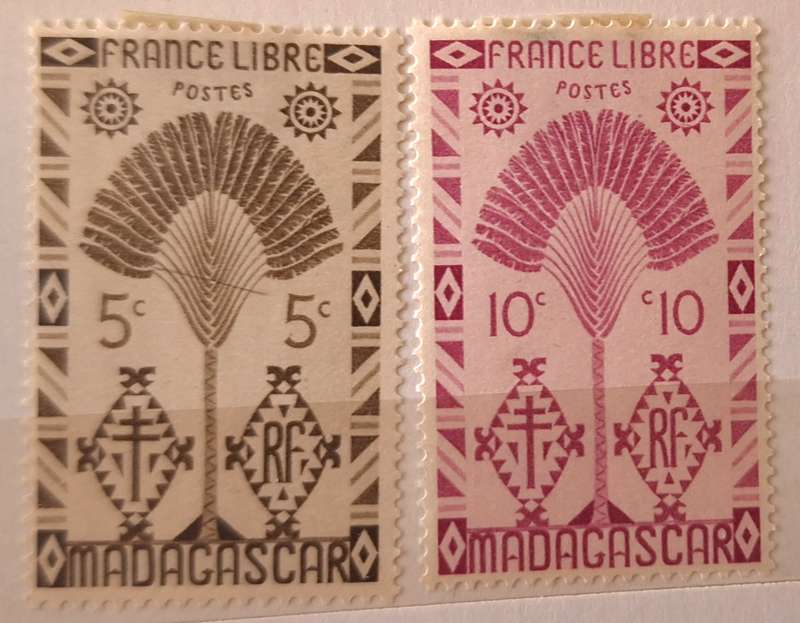 FRANCE LIBRE
POSTES
5c 5c
RF
MADAGASCAR
FRANCE LIBRE
POSTES
10c c10
RF
MADAGASCAR